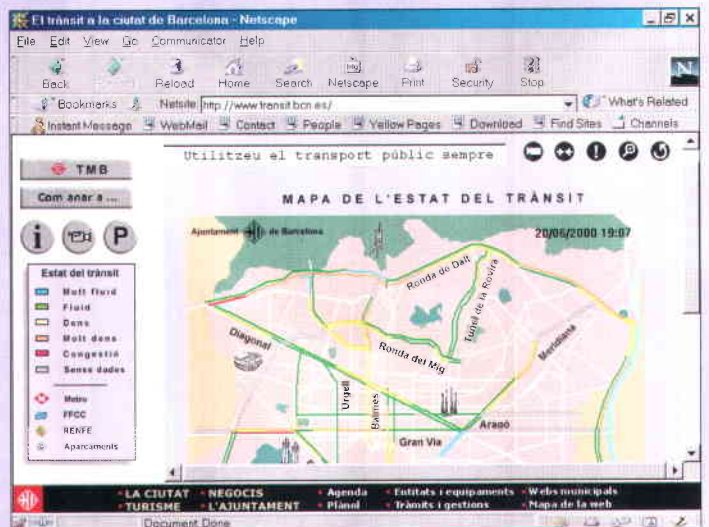 El trànsit a la ciutat de Barcelona - Netscape
File Edit View Go Communicator Help
Back Reload Home Search Netscape Print Security Stop
Bookmarks Netsite: http://www.transit.bcn.es/ What's Related
Instant Message WebMail Contact People Yellow Pages Download Find Sites Channels
TMB
Com anar a ...
Utilitzeu el transport públic sempre
MAPA DE L'ESTAT DEL TRÀNSIT
Ajuntament de Barcelona
20/06/2000 19:07
i
P
Estat del trànsit
Molt fluid
Fluid
Dens
Molt dens
Congestió
Sense dades
Metro
FFCC
RENFE
Aparcaments
Ronda de Dalt
Túnel de la Rovira
Diagonal
Ronda del Mig
Meridiana
Urgell
Balmes
Aragó
Gran Via
LA CIUTAT NEGOCIS Agenda Entitats i equipaments Webs municipals
TURISME L'AJUNTAMENT Plànol Tràmits i gestions Mapa de la web
Document Done